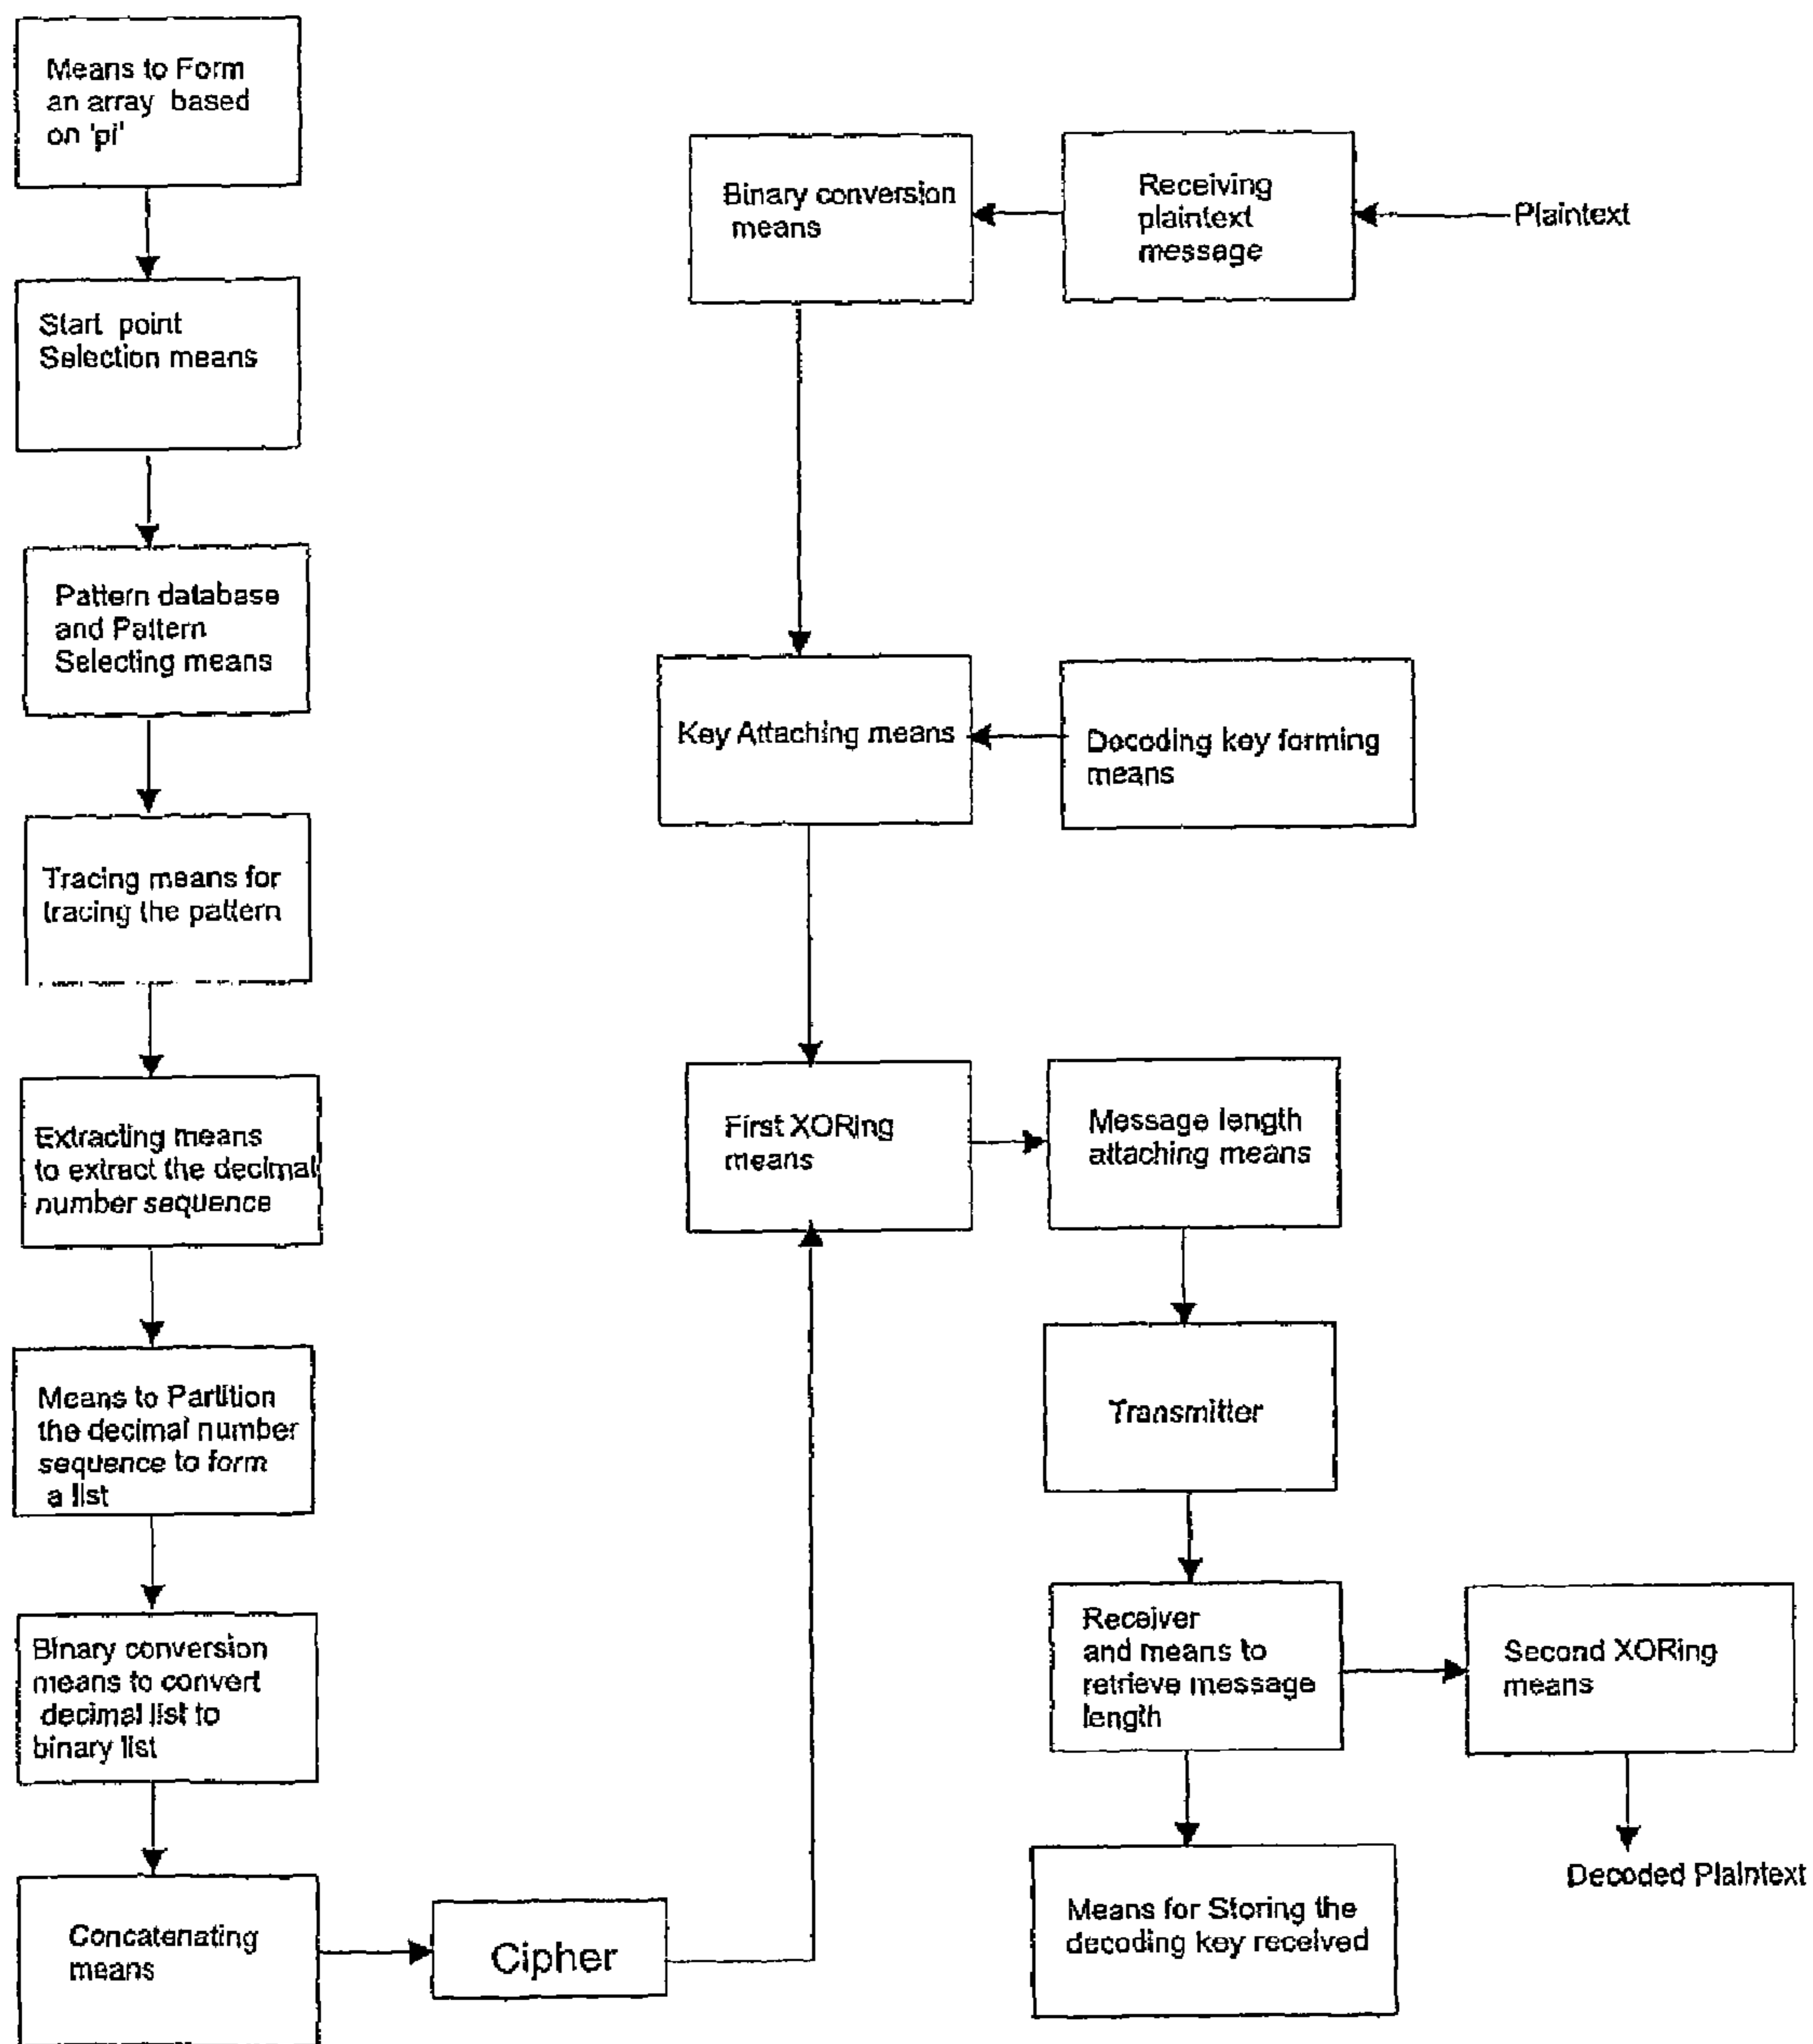 Means to Form
an array based
on 'pi'
Start point
Selection means
Pattern database
and Pattern
Selecting means
Tracing means for
tracing the pattern
Extracting means
to extract the decimal
number sequence
Means to Partition
the decimal number
sequence to form
a list
Binary conversion
means to convert
decimal list to
binary list
Concatenating
means
Cipher
Binary conversion
means
Receiving
plaintext
message
Plaintext
Key Attaching means
Decoding key forming
means
First XORing
means
Message length
attaching means
Transmitter
Receiver
and means to
retrieve message
length
Second XORing
means
Decoded Plaintext
Means for Storing the
decoding key received